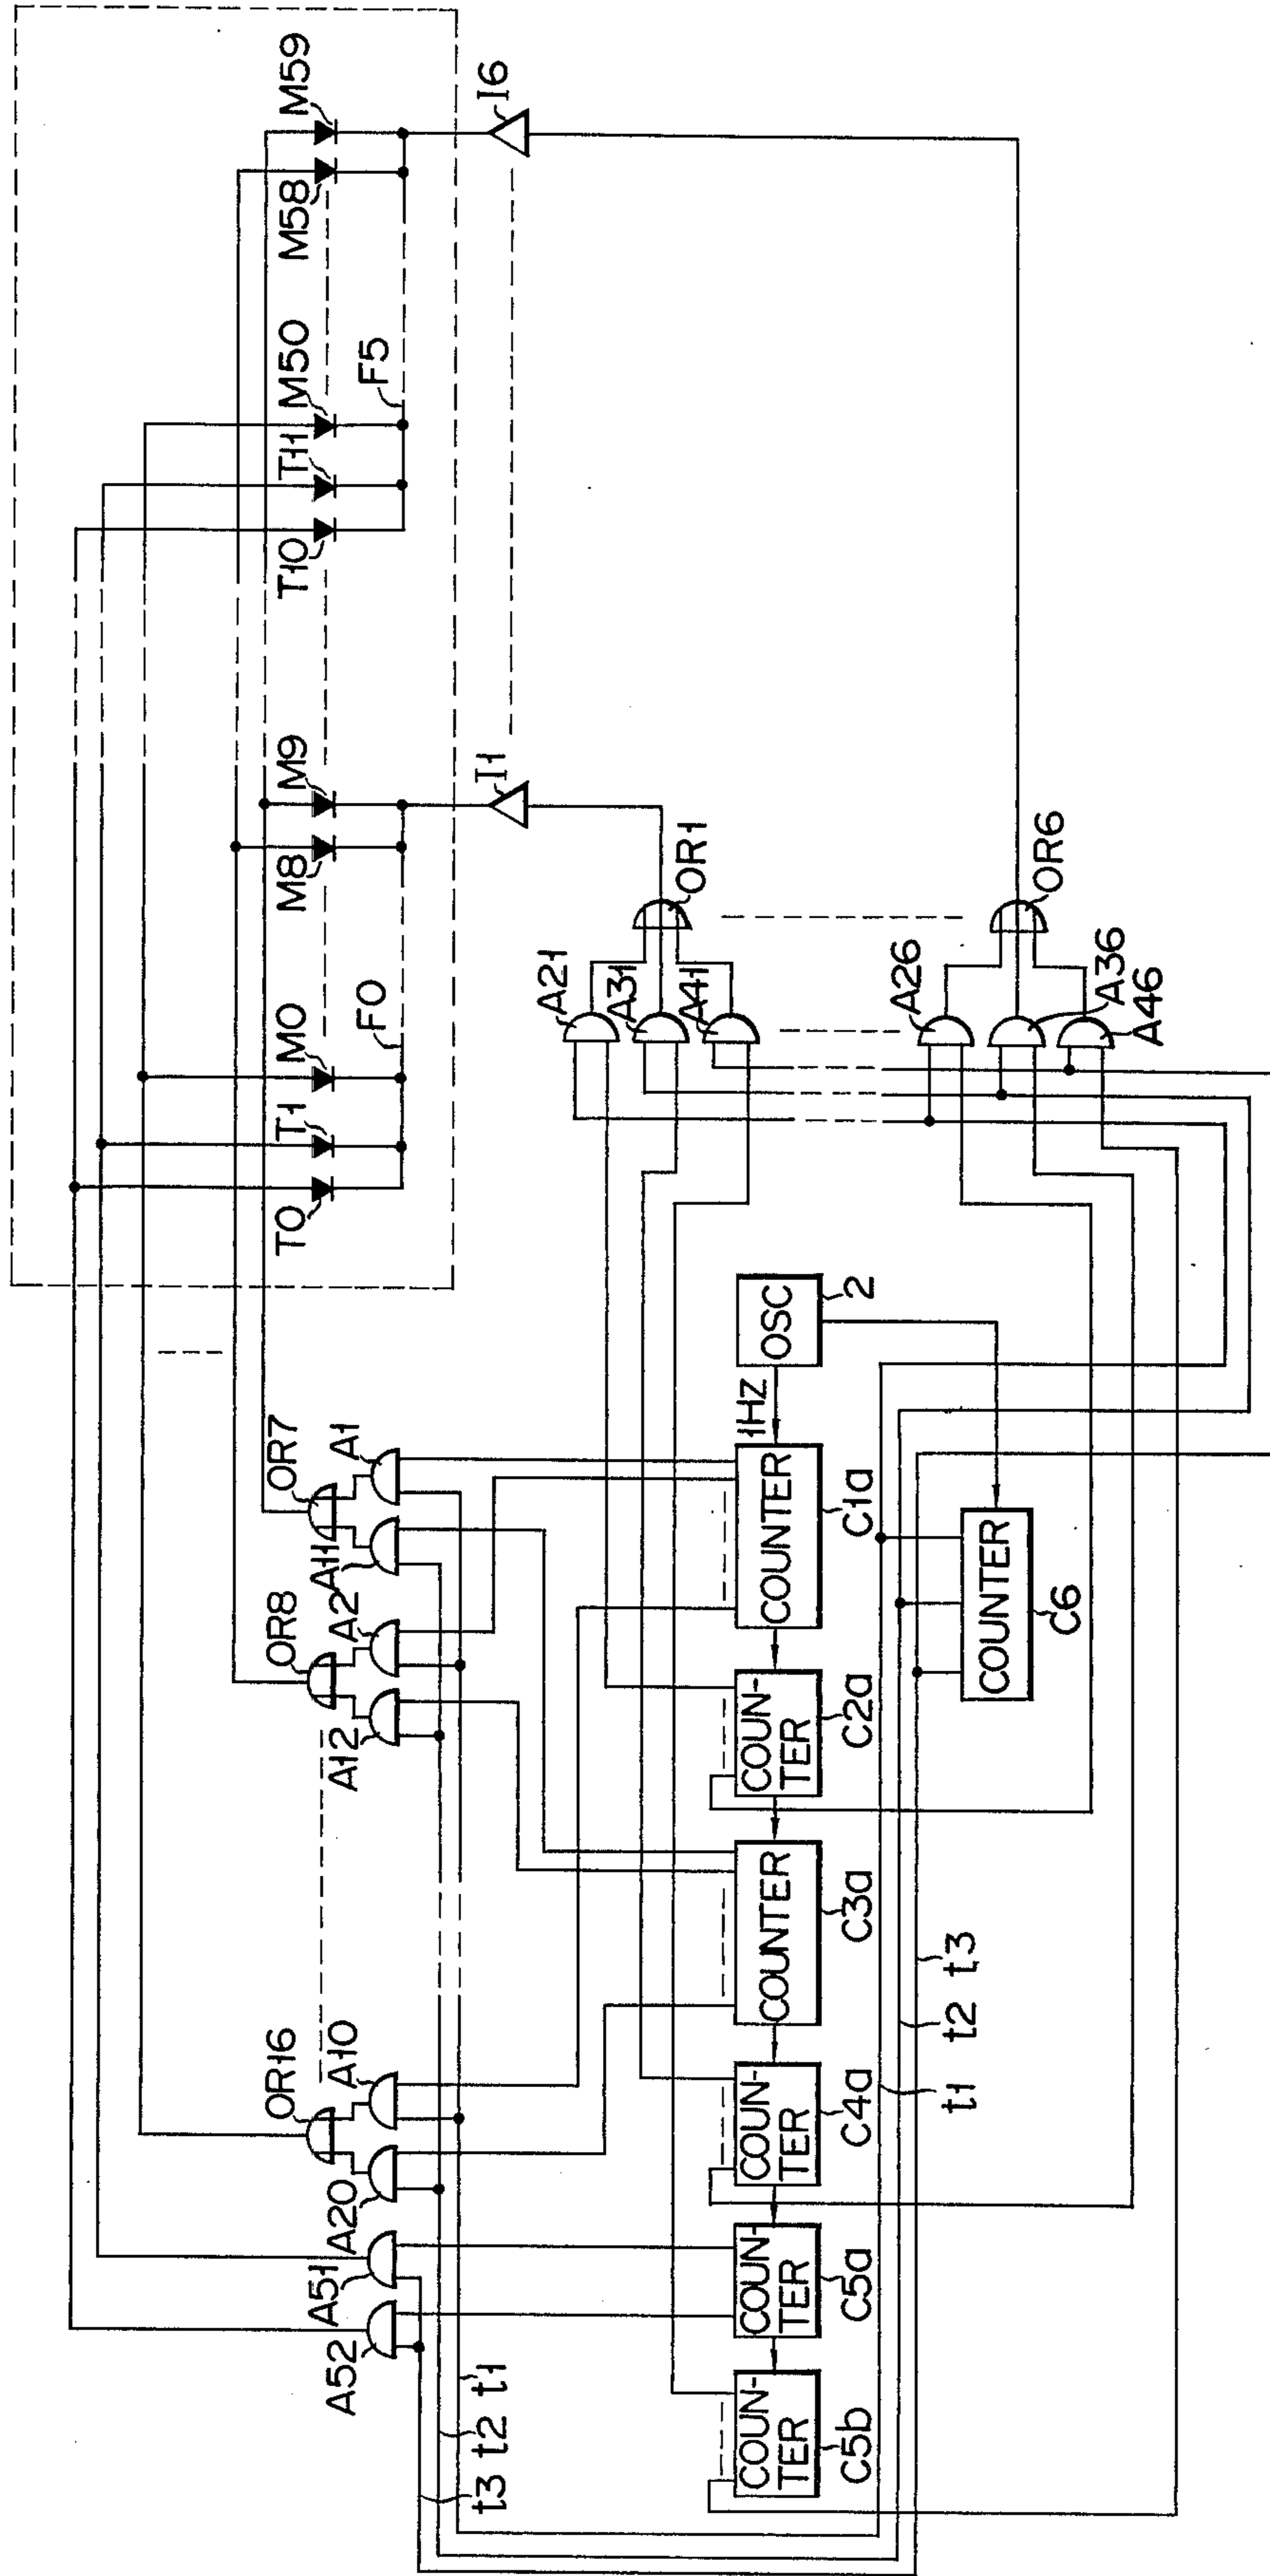 M59
M58
M50
T11
T10
F5
I6
M9
M8
M0
T1
T0
F0
I1
OR1
OR6
A21
A31
A41
A26
A36
A46
OSC
2
1HZ
OR7
A1
A11
OR8
A2
A12
OR16
A10
A20
A51
A52
COUNTER
C1a
COUN-
TER
C2a
COUNTER
C3a
COUN-
TER
C4a
COUN-
TER
C5a
COUN-
TER
C5b
COUNTER
C6
t1
t2
t3
t1
t2
t3